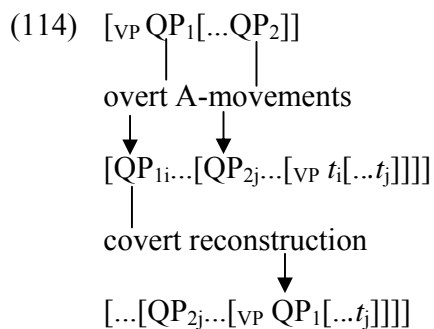 (114) [VP QP1[...QP2]]
overt A-movements
[QP1i...[QP2j...[VP ti[...tj]]]]
covert reconstruction
[...[QP2j...[VP QP1[...tj]]]]